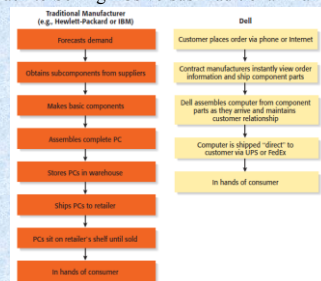 Traditional Manufacturer
(e.g., Hewlett-Packard or IBM)
Forecasts demand
Obtains subcomponents from suppliers
Makes basic components
Assembles complete PC
Stores PCs in warehouse
Ships PCs to retailer
PCs sit on retailer's shelf until sold
In hands of consumer
Dell
Customer places order via phone or Internet
Contract manufacturers instantly view order
information and ship component parts
Dell assembles computer from component
parts as they arrive and maintains
customer relationship
Computer is shipped "direct" to
customer via UPS or FedEx
In hands of consumer